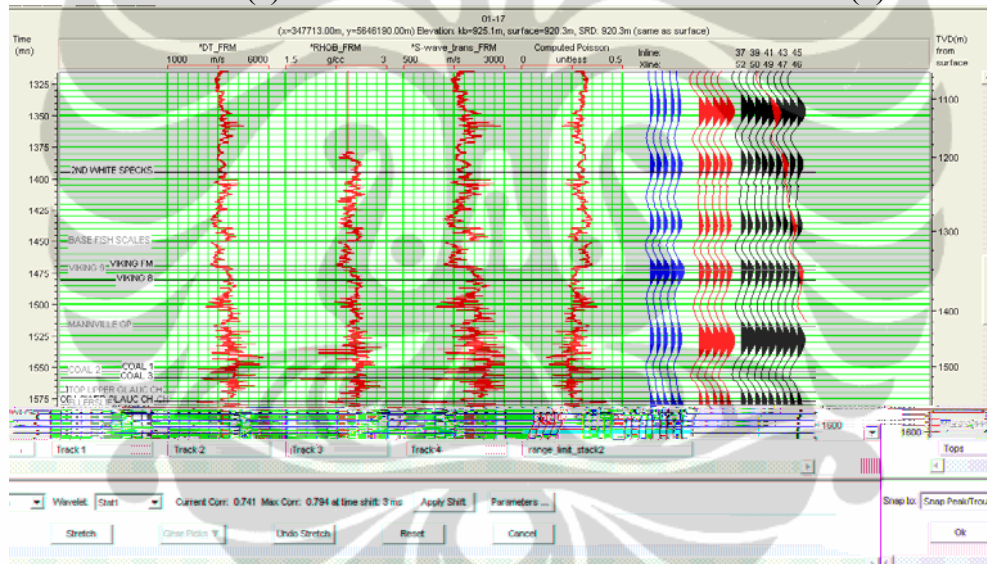 01-17
(x=347713.00m, y=5646190.00m) Elevation: kb=925.1m, surface=920.3m, SRD: 920.3m (same as surface)
Time
(ms)
*DT_FRM
*RHOB_FRM
*S-wave_trans_FRM
Computed Poisson
Inline:
37 39 41 43 45
TVD(m)
from
surface
1000 m/s 6000
1.5 g/cc 3
500 m/s 3000
0 unitless 0.5
Xline:
52 50 49 47 46
1325
1350
1375
1400
1425
1450
1475
1500
1525
1550
1575
2ND WHITE SPECKS
BASE FISH SCALES
VIKING FM
VIKING B
MANNVILLE GP
COAL 1
COAL 2
COAL 3
TOP UPPER GLAUC CH
1100
1200
1300
1400
1500
1600
1600
Track 1
Track 2
Track 3
Track 4
range_limit_stack2
Tops
Wavelet: Stat1
Current Corr: 0.741 Max Corr: 0.794 at time shift: 3 ms
Apply Shift
Parameters ...
Snap to: Snap Peak/Trou
Stretch
Clear Picks
Undo Stretch
Reset
Cancel
Ok